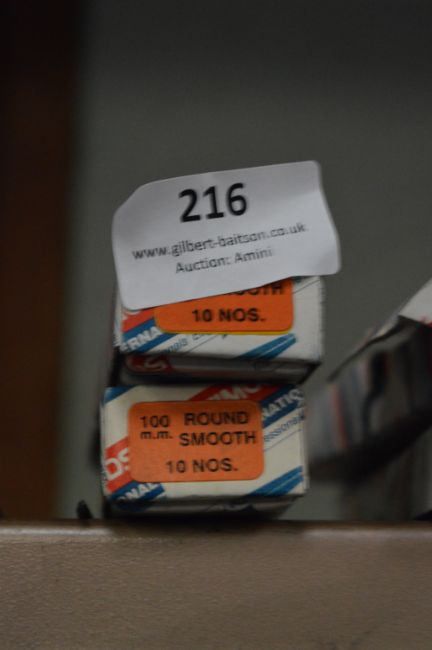 216
www.gilbert-baitson.co.uk
Auction: Amini
10 NOS.
100 ROUND
m.m. SMOOTH
10 NOS.